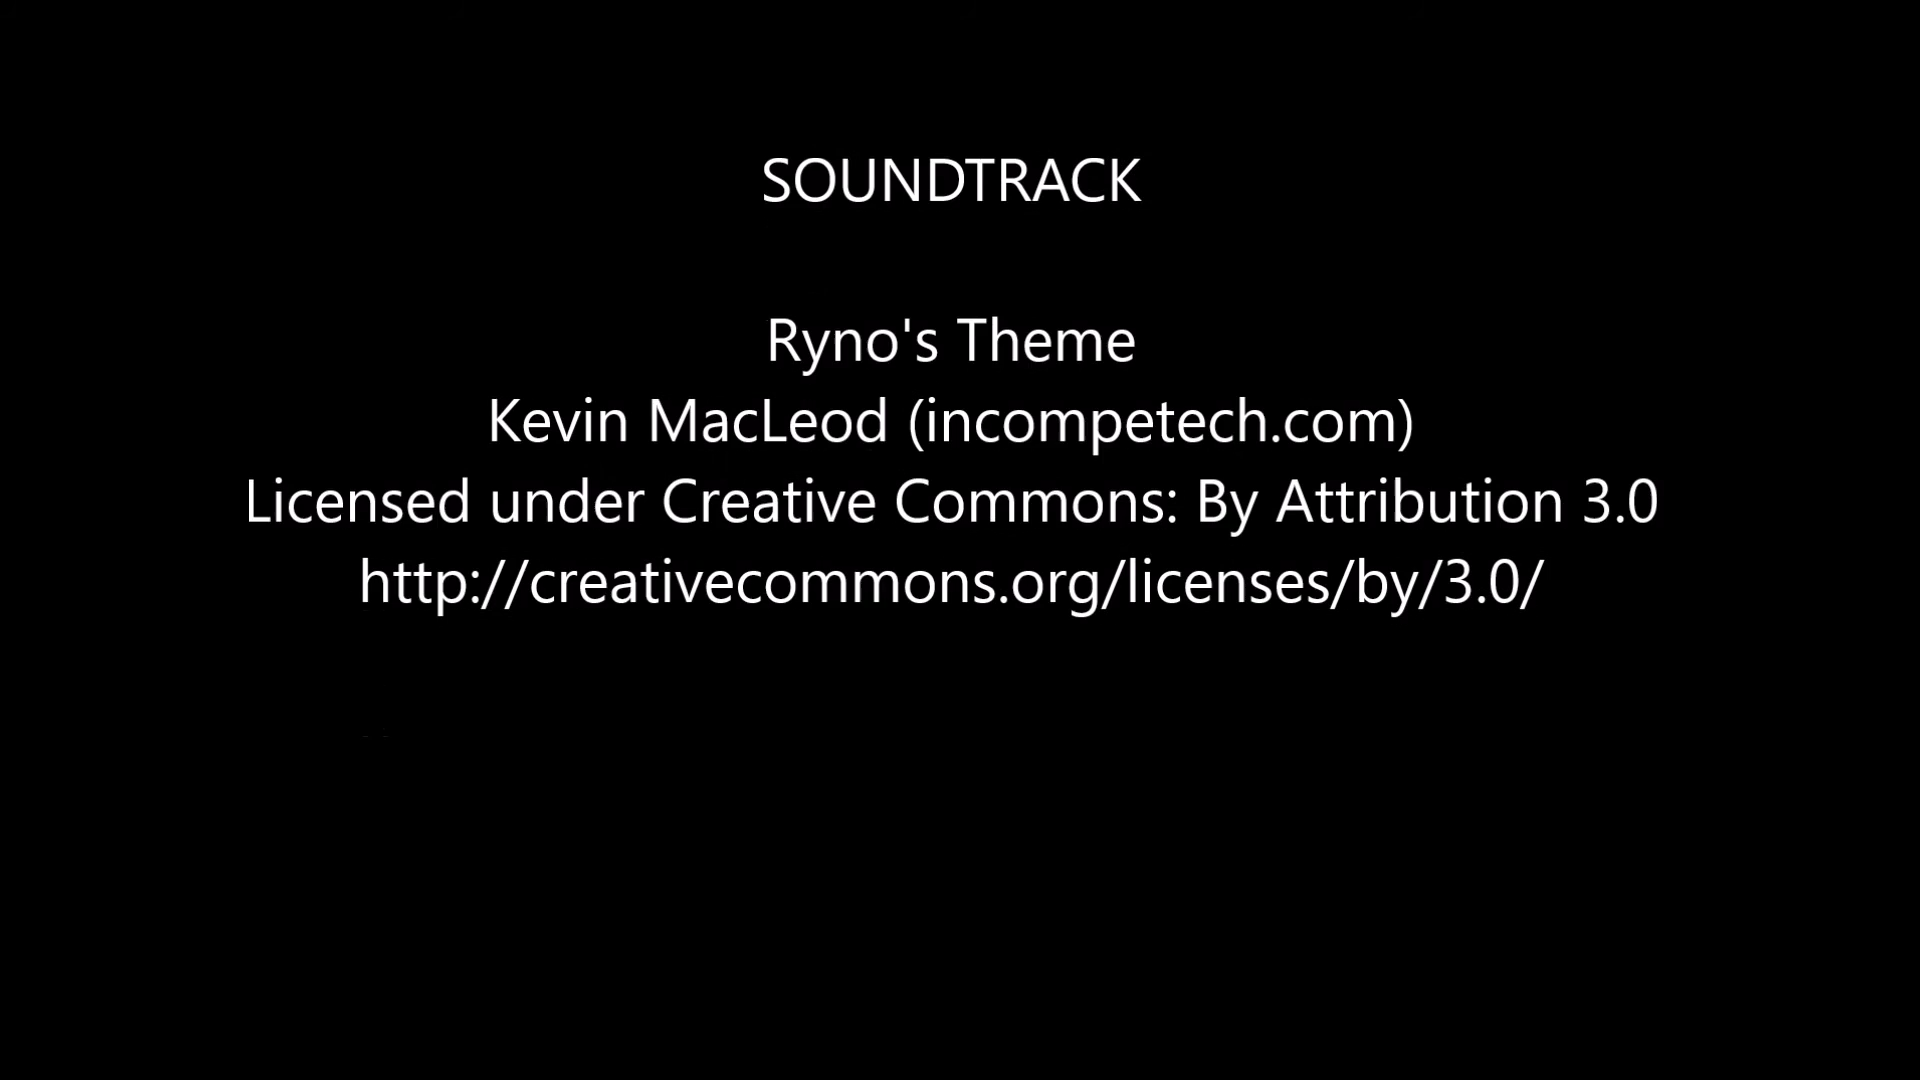 SOUNDTRACK
Ryno's Theme
Kevin MacLeod (incompetech.com)
Licensed under Creative Commons: By Attribution 3.0
http://creativecommons.org/licenses/by/3.0/